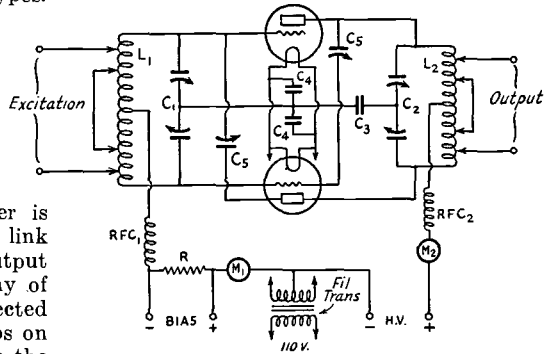 ypes.
L1
C1
C5
C4
C4
C5
C3
C2
L2
Excitation
Output
er is
link
utput
y of
ected
os on
the
RFC1
R
M1
Fil
Trans
RFC2
M2
- BIAS +
110 V.
- H.V. +